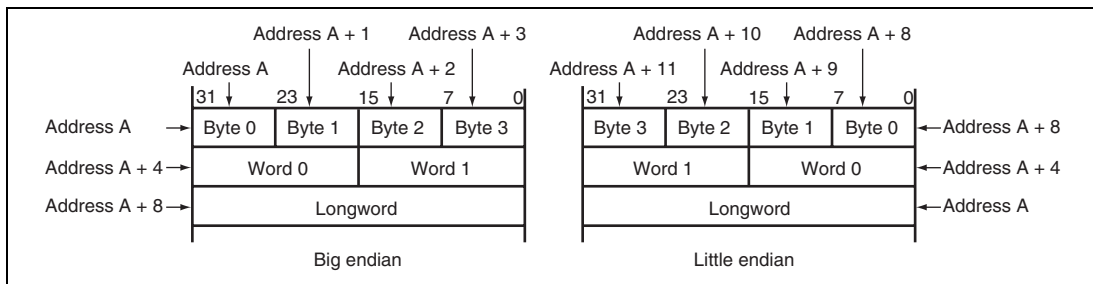 Address A + 1 Address A + 3 Address A + 10 Address A + 8
Address A Address A + 2 Address A + 11 Address A + 9
31 23 15 7 0 31 23 15 7 0
Address A Byte 0 Byte 1 Byte 2 Byte 3 Byte 3 Byte 2 Byte 1 Byte 0 Address A + 8
Address A + 4 Word 0 Word 1 Word 1 Word 0 Address A + 4
Address A + 8 Longword Longword Address A
Big endian Little endian